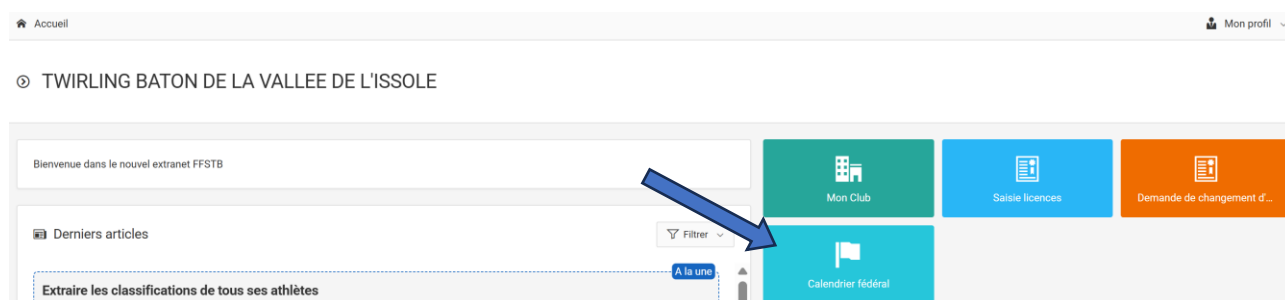 Accueil
Mon profil
TWIRLING BATON DE LA VALLEE DE L'ISSOLE
Bienvenue dans le nouvel extranet FFSTB
Mon Club
Saisie licences
Demande de changement d'...
Derniers articles
Filtrer
A la une
Extraire les classifications de tous ses athlètes
Calendrier fédéral